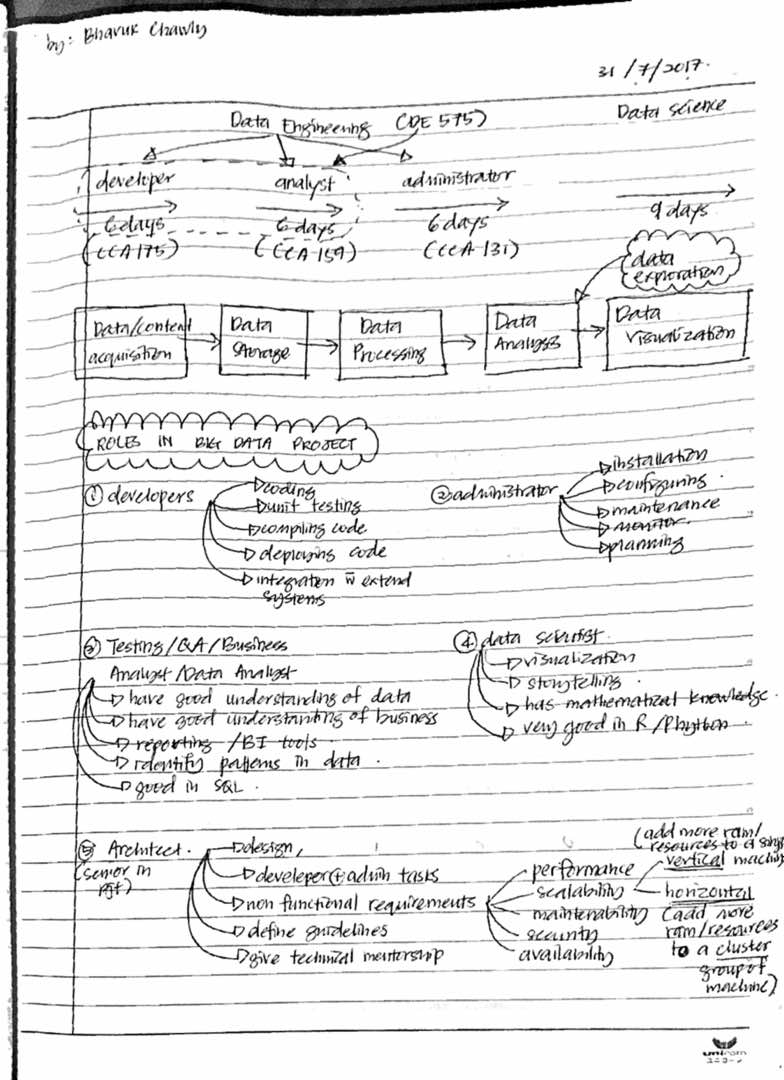 by: Bhavuk Chawly
31/7/2017.
Data Engineering (DE 575) Data science
developer analyst administrator
6 days 6 days 6 days 9 days
(CCA 175) (CCA 159) (CCA 131)
data
exploration
Data/content Data Data Data Data
acquisition Storage Processing Analysis visualization
ROLES IN BIG DATA PROJECT
① developers
coding
unit testing
compiling code
deploying code
integration w̄ extend
systems
② administrator
installation
configuring
maintenance
monitor
planning
③ Testing/QA/Business
Analyst/Data Analyst
have good understanding of data
have good understanting of business
reporting /BI tools
identify patterns in data.
good in SQL.
④ data scientist.
visualization
storytelling.
has mathematical knowledge.
very good in R/Phython.
⑤ Architect.
(senior in
pjt)
design,
developer + admin tasks
non functional requirements
define guidelines
give technical mentorship
performance
scalability
maintenability
security
availability
(add more ram/
resources to a single
vertical machine
horizontal
(add more
ram/resources
to a cluster
group of
machine)
unicom